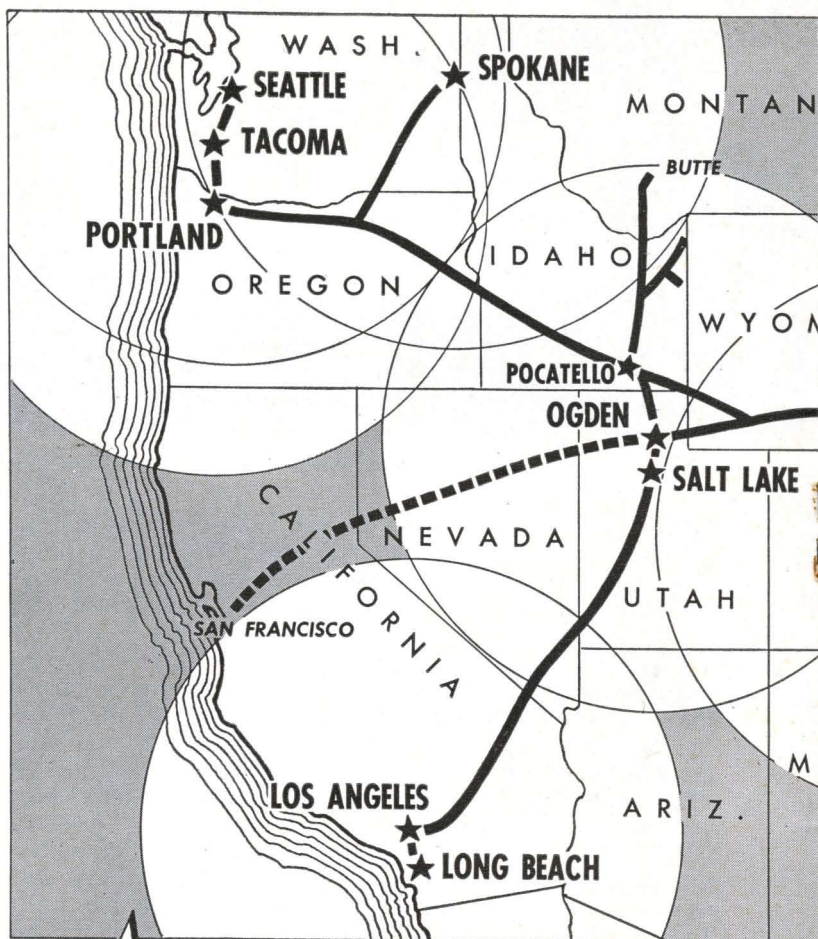 WASH.
SPOKANE
SEATTLE
MONTAN
TACOMA
BUTTE
PORTLAND
IDAHO
OREGON
WYOM
POCATELLO
OGDEN
SALT LAKE
CALIFORNIA
NEVADA
UTAH
SAN FRANCISCO
M
LOS ANGELES
ARIZ.
LONG BEACH